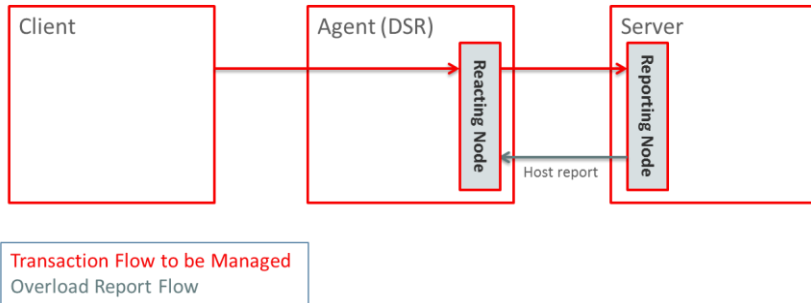 Client
Agent (DSR)
Server
Reacting Node
Reporting Node
Host report
Transaction Flow to be Managed
Overload Report Flow